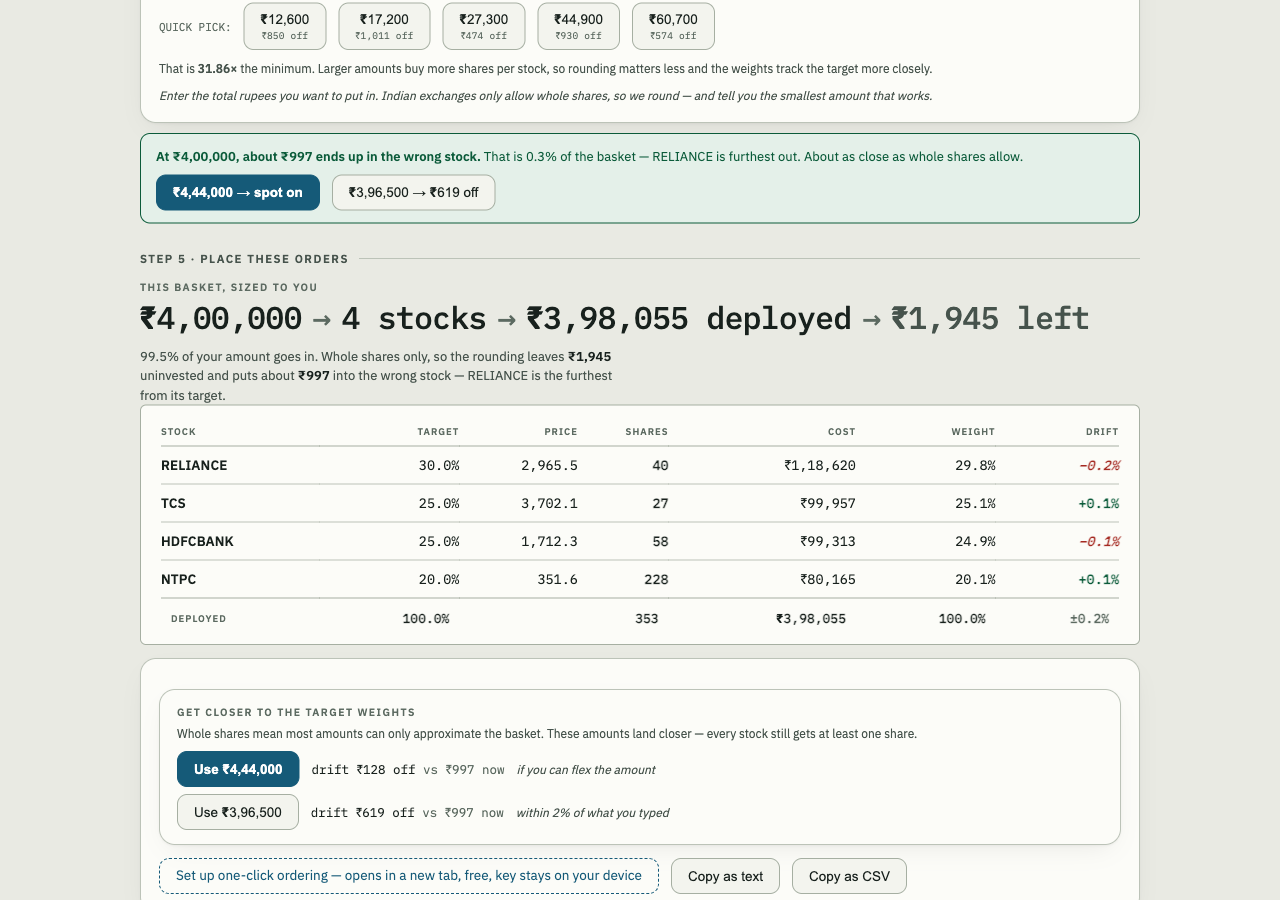 QUICK PICK: ₹12,600 ₹17,200 ₹27,300 ₹44,900 ₹60,700
₹850 off ₹1,011 off ₹474 off ₹930 off ₹574 off
That is 31.86× the minimum. Larger amounts buy more shares per stock, so rounding matters less and the weights track the target more closely.
Enter the total rupees you want to put in. Indian exchanges only allow whole shares, so we round — and tell you the smallest amount that works.
At ₹4,00,000, about ₹997 ends up in the wrong stock. That is 0.3% of the basket — RELIANCE is furthest out. About as close as whole shares allow.
₹4,44,000 → spot on ₹3,96,500 → ₹619 off
STEP 5 · PLACE THESE ORDERS
THIS BASKET, SIZED TO YOU
₹4,00,000 → 4 stocks → ₹3,98,055 deployed → ₹1,945 left
99.5% of your amount goes in. Whole shares only, so the rounding leaves ₹1,945
uninvested and puts about ₹997 into the wrong stock — RELIANCE is the furthest
from its target.
STOCK TARGET PRICE SHARES COST WEIGHT DRIFT
RELIANCE 30.0% 2,965.5 40 ₹1,18,620 29.8% −0.2%
TCS 25.0% 3,702.1 27 ₹99,957 25.1% +0.1%
HDFCBANK 25.0% 1,712.3 58 ₹99,313 24.9% −0.1%
NTPC 20.0% 351.6 228 ₹80,165 20.1% +0.1%
DEPLOYED 100.0% 353 ₹3,98,055 100.0% ±0.2%
GET CLOSER TO THE TARGET WEIGHTS
Whole shares mean most amounts can only approximate the basket. These amounts land closer — every stock still gets at least one share.
Use ₹4,44,000 drift ₹128 off vs ₹997 now if you can flex the amount
Use ₹3,96,500 drift ₹619 off vs ₹997 now within 2% of what you typed
Set up one-click ordering — opens in a new tab, free, key stays on your device Copy as text Copy as CSV